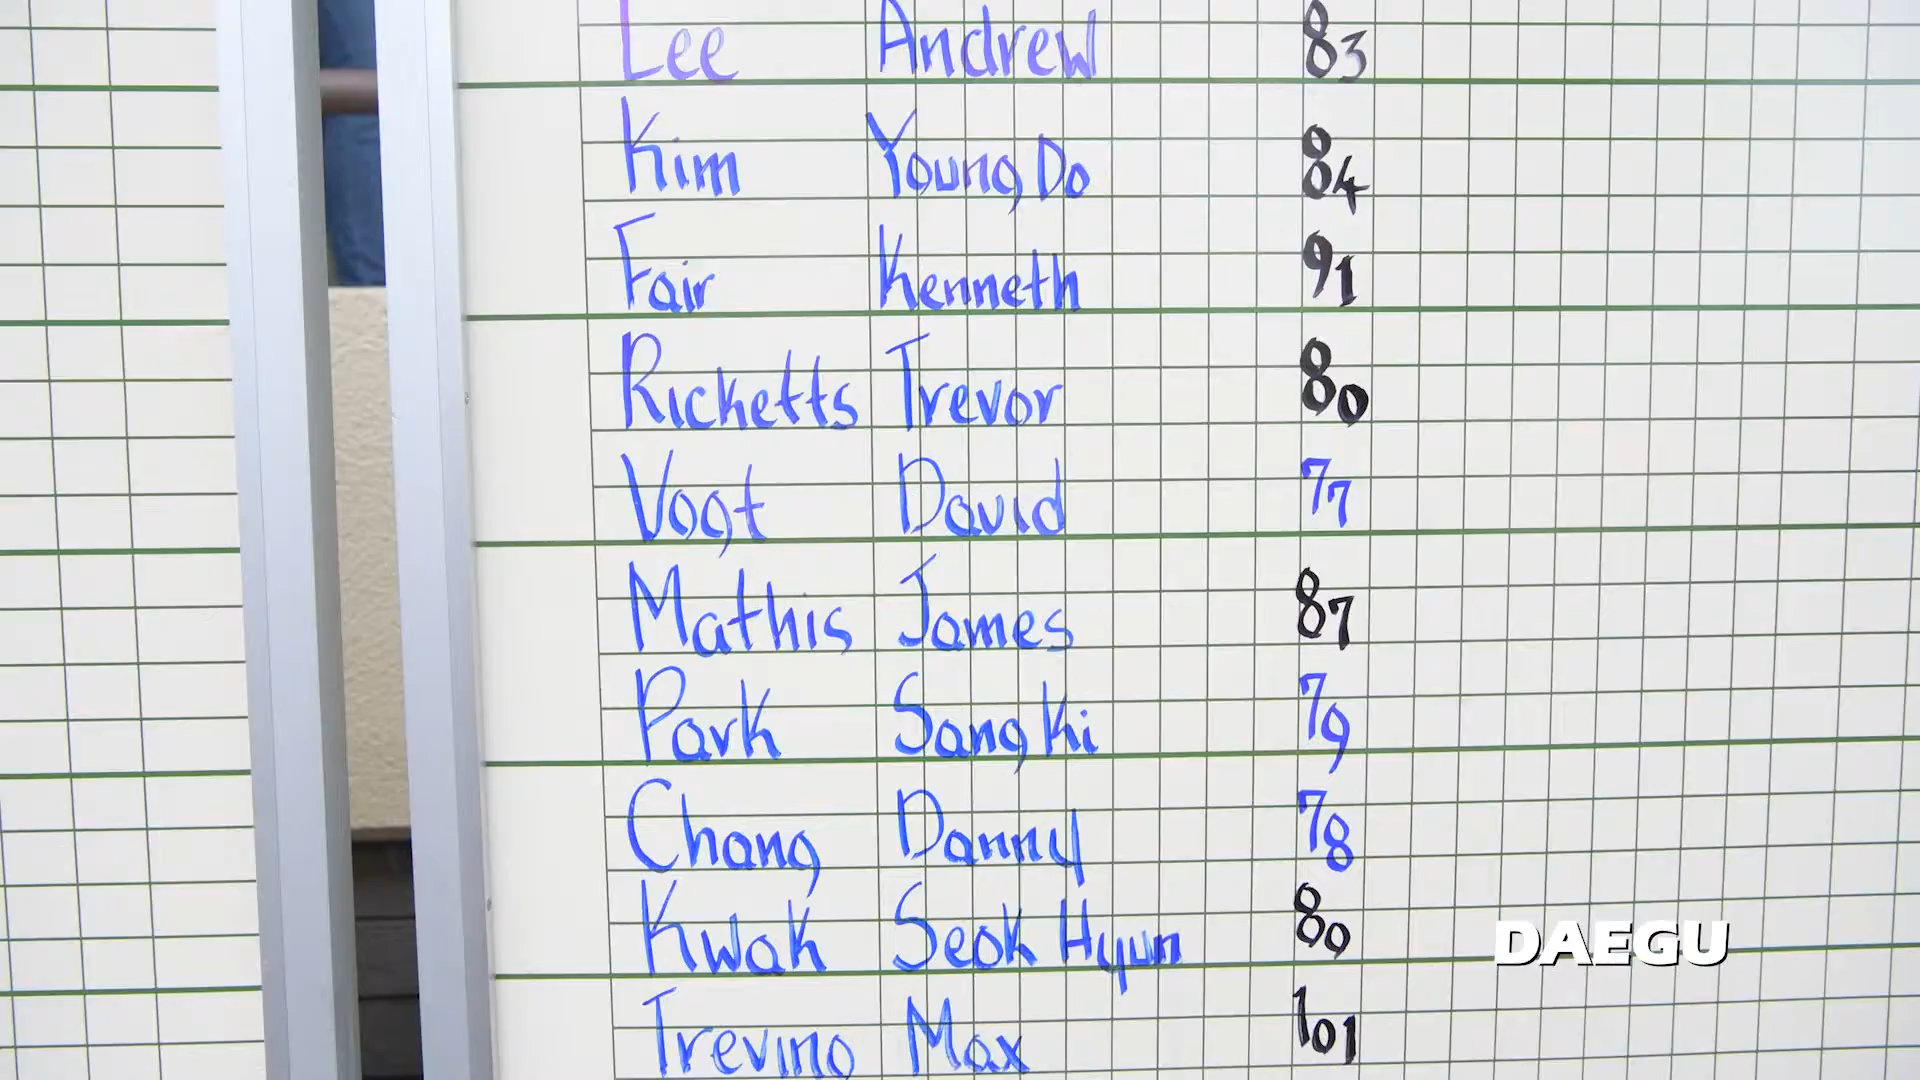 Lee Andrew 83
Kim Young Do 84
Fair Kenneth 91
Ricketts Trevor 80
Vogt David 77
Mathis James 87
Park Sang Ki 79
Chang Danny 78
Kwak Seok Hyun 80
Trevino Max 101
DAEGU